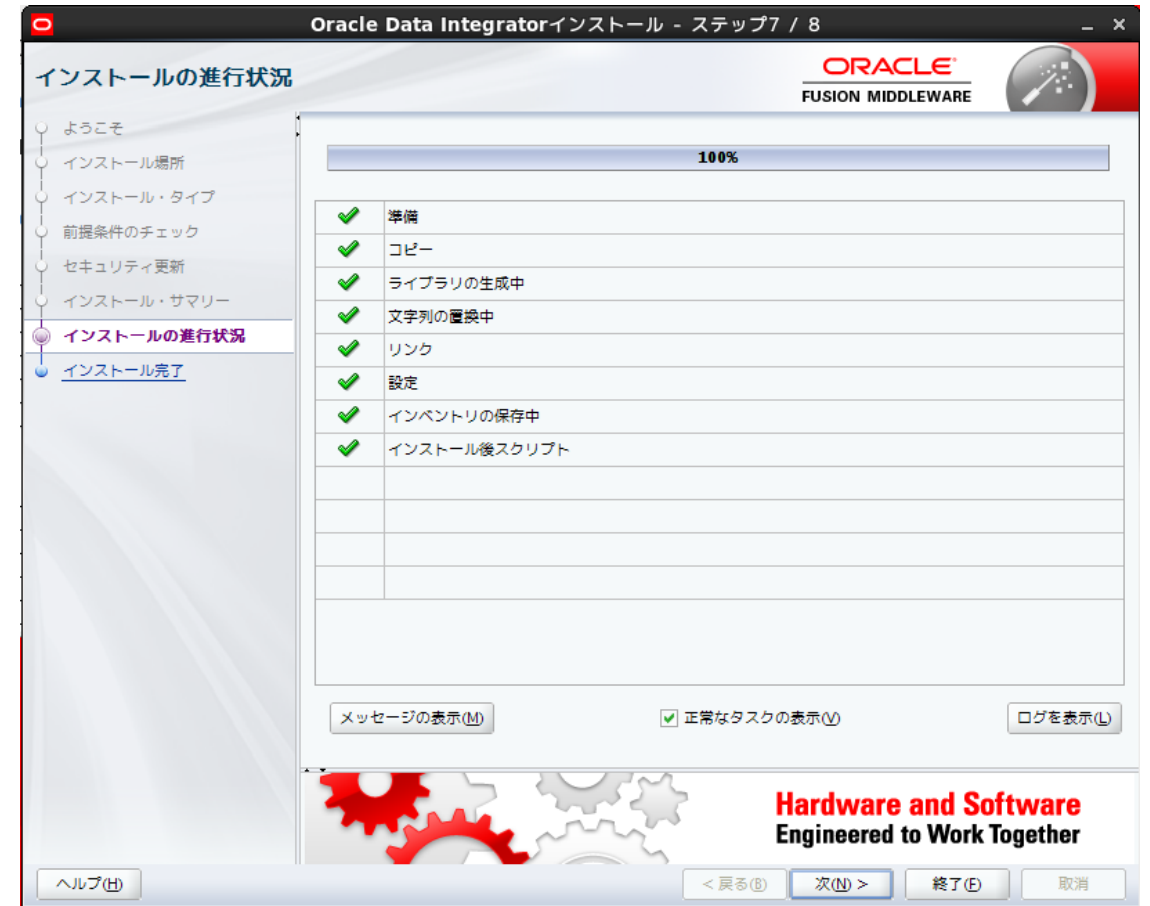 Oracle Data Integratorインストール - ステップ7 / 8
インストールの進行状況
ORACLE
FUSION MIDDLEWARE
ようこそ
インストール場所
インストール・タイプ
前提条件のチェック
セキュリティ更新
インストール・サマリー
インストールの進行状況
インストール完了
100%
準備
コピー
ライブラリの生成中
文字列の置換中
リンク
設定
インベントリの保存中
インストール後スクリプト
メッセージの表示(M)
正常なタスクの表示(V)
ログを表示(L)
Hardware and Software
Engineered to Work Together
ヘルプ(H)
< 戻る(B)
次(N) >
終了(F)
取消